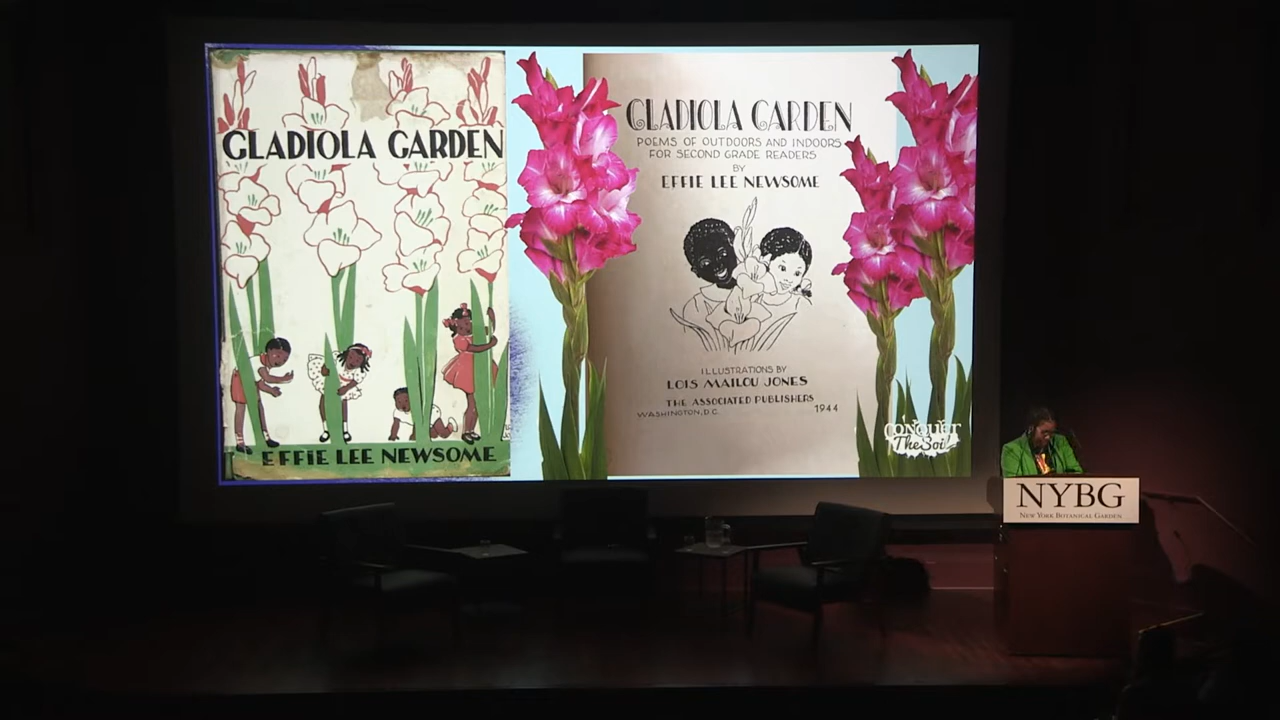 GLADIOLA GARDEN
EFFIE LEE NEWSOME
GLADIOLA GARDEN
POEMS OF OUTDOORS AND INDOORS
FOR SECOND GRADE READERS
BY
EFFIE LEE NEWSOME
ILLUSTRATIONS BY
LOIS MAILOU JONES
THE ASSOCIATED PUBLISHERS
WASHINGTON, D.C. 1944
CONQUER
The Soil
NYBG
NEW YORK BOTANICAL GARDEN